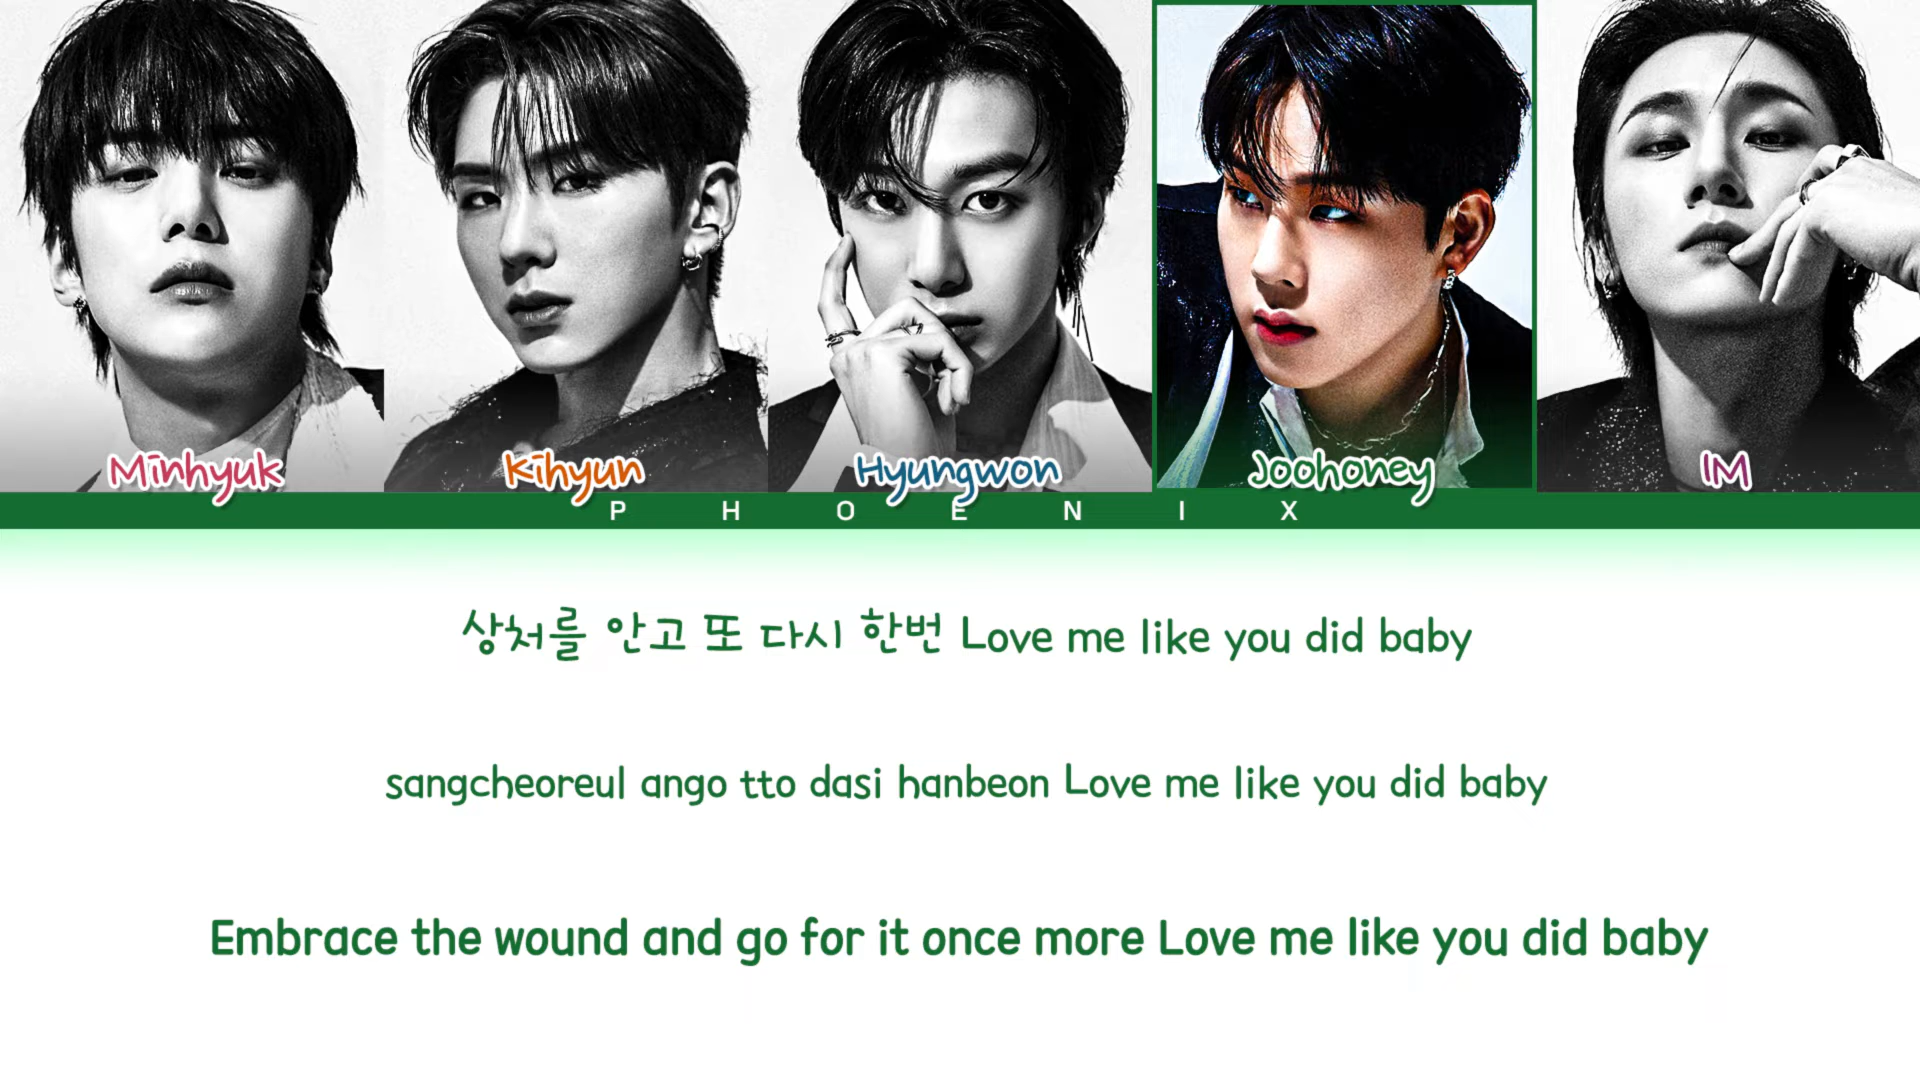 Minhyuk
Kihyun
Hyungwon
Joohoney
IM
PHOENIX
상처를 안고 또 다시 한번 Love me like you did baby
sangcheoreul ango tto dasi hanbeon Love me like you did baby
Embrace the wound and go for it once more Love me like you did baby